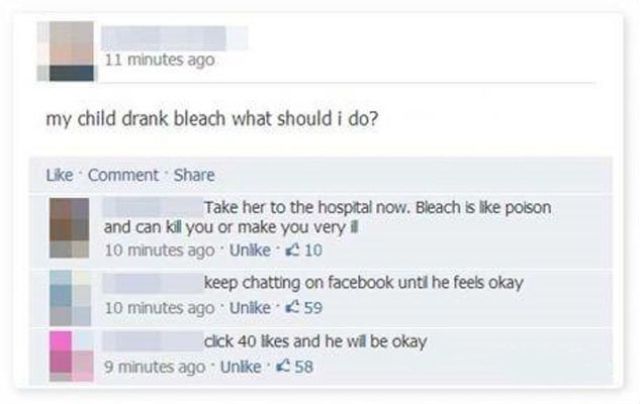 11 minutes ago
my child drank bleach what should i do?
Like · Comment · Share
Take her to the hospital now. Bleach is like poison
and can kill you or make you very ill
10 minutes ago · Unlike · 10
keep chatting on facebook until he feels okay
10 minutes ago · Unlike · 59
click 40 likes and he will be okay
9 minutes ago · Unlike · 58